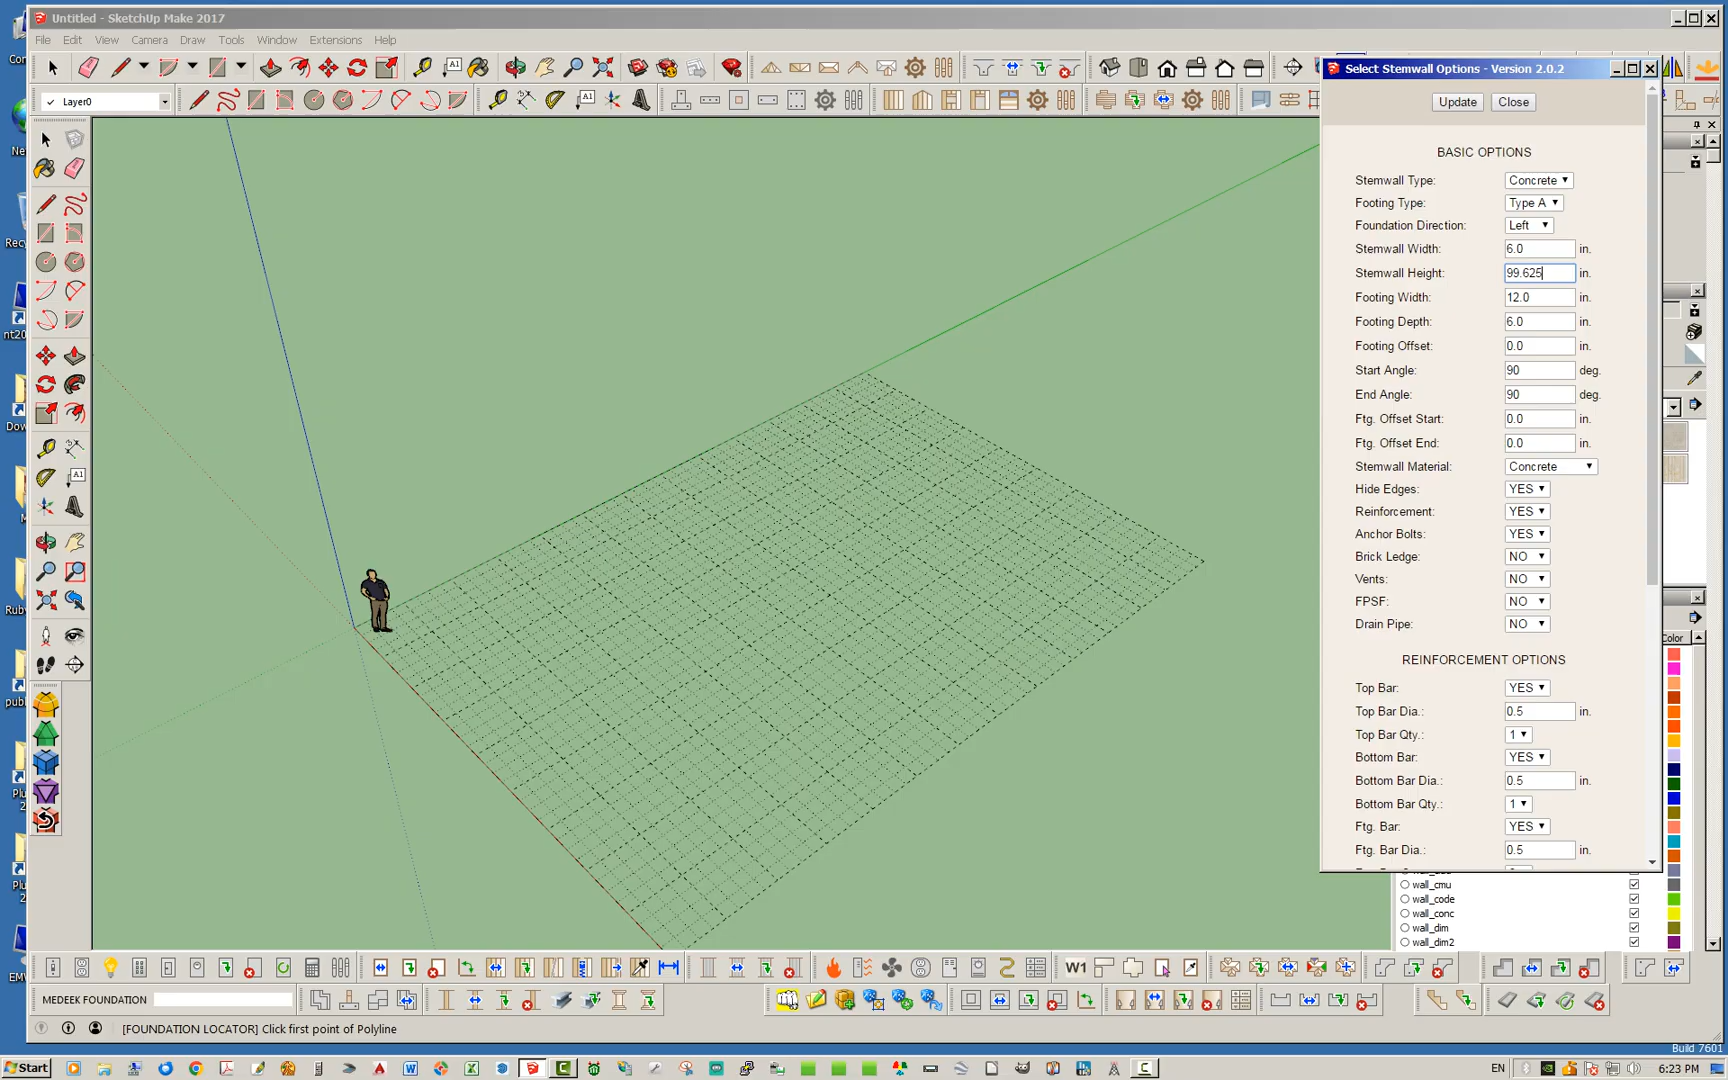 Untitled - SketchUp Make 2017
File Edit View Camera Draw Tools Window Extensions Help
Layer0
Select Stemwall Options - Version 2.0.2
Update Close
BASIC OPTIONS
Stemwall Type: Concrete
Footing Type: Type A
Foundation Direction: Left
Stemwall Width: 6.0 in.
Stemwall Height: 99.625 in.
Footing Width: 12.0 in.
Footing Depth: 6.0 in.
Footing Offset: 0.0 in.
Start Angle: 90 deg.
End Angle: 90 deg.
Ftg. Offset Start: 0.0 in.
Ftg. Offset End: 0.0 in.
Stemwall Material: Concrete
Hide Edges: YES
Reinforcement: YES
Anchor Bolts: YES
Brick Ledge: NO
Vents: NO
FPSF: NO
Drain Pipe: NO
REINFORCEMENT OPTIONS
Top Bar: YES
Top Bar Dia.: 0.5 in.
Top Bar Qty.: 1
Bottom Bar: YES
Bottom Bar Dia.: 0.5 in.
Bottom Bar Qty.: 1
Ftg. Bar: YES
Ftg. Bar Dia.: 0.5 in.
Color
wall_cmu
wall_code
wall_conc
wall_dim
wall_dim2
W1
MEDEEK FOUNDATION
[FOUNDATION LOCATOR] Click first point of Polyline
Build 7601
Start
EN
6:23 PM